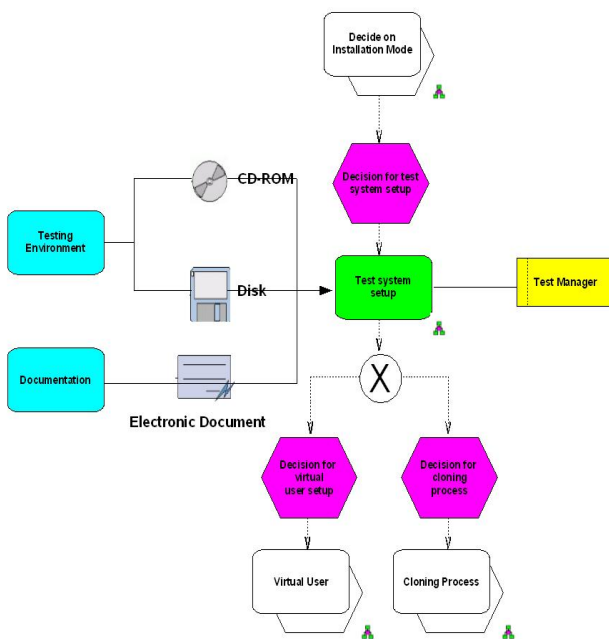 Decide on
Installation Mode
Decision for test
system setup
CD-ROM
Testing
Environment
Disk
Test system
setup
Test Manager
Documentation
Electronic Document
X
Decision for
virtual
user setup
Decision for
cloning
process
Virtual User
Cloning Process